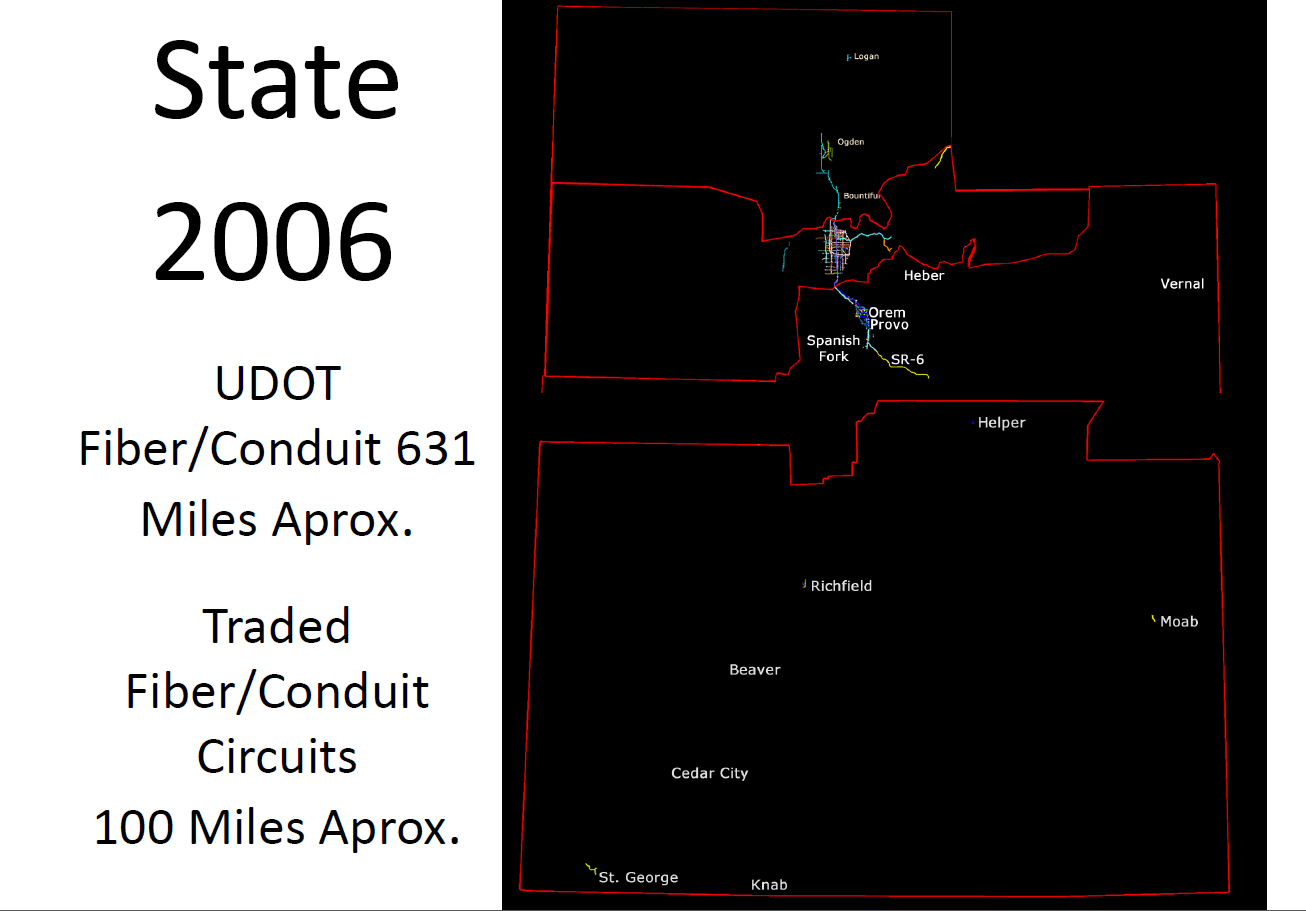 State
2006
UDOT
Fiber/Conduit 631
Miles Aprox.
Traded
Fiber/Conduit
Circuits
100 Miles Aprox.
Logan
Ogden
Bountiful
Heber
Vernal
Orem
Provo
Spanish
Fork
SR-6
Helper
Richfield
Moab
Beaver
Cedar City
St. George
Knab